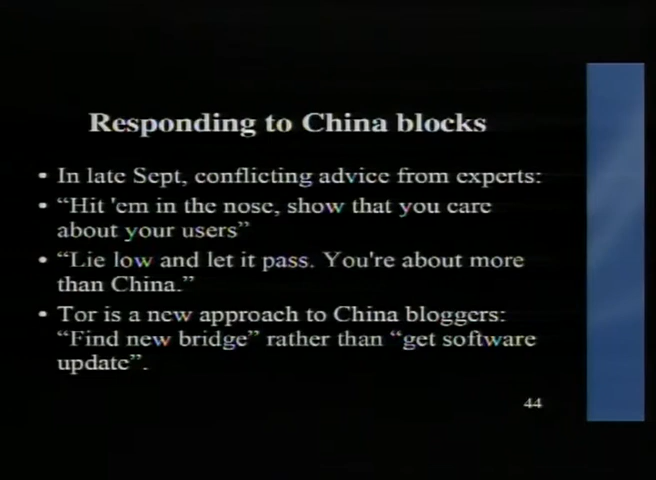 Responding to China blocks
• In late Sept, conflicting advice from experts:
• “Hit 'em in the nose, show that you care
about your users”
• “Lie low and let it pass. You're about more
than China.”
• Tor is a new approach to China bloggers:
“Find new bridge” rather than “get software
update”.
44